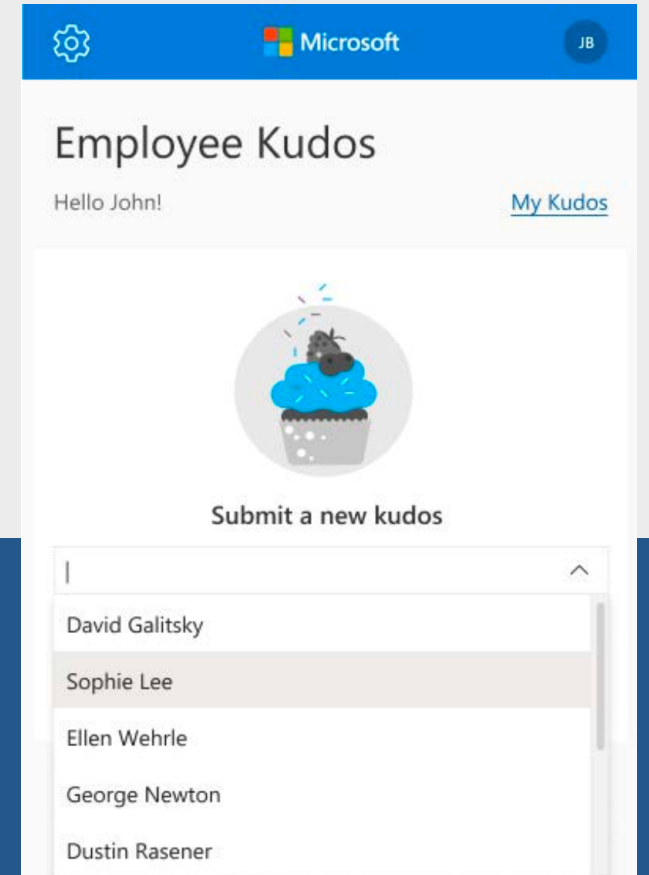 Microsoft
JB
Employee Kudos
Hello John!
My Kudos
Submit a new kudos
David Galitsky
Sophie Lee
Ellen Wehrle
George Newton
Dustin Rasener